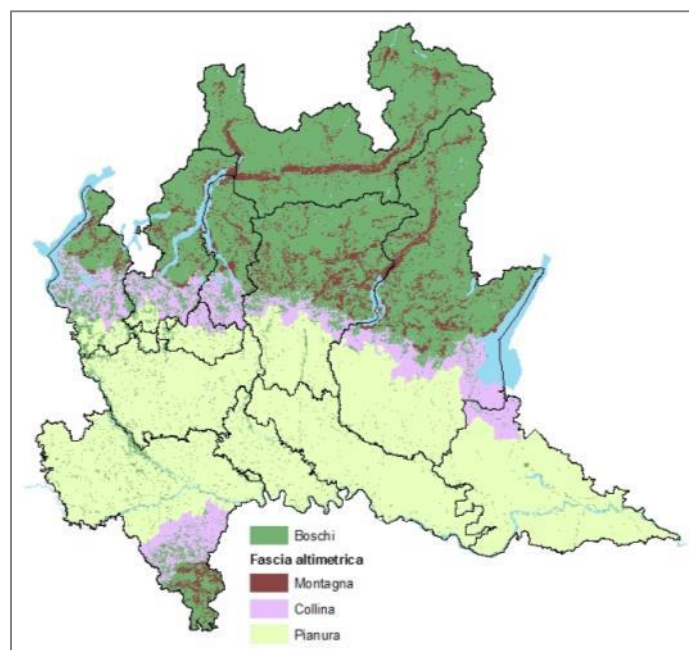 Boschi
Fascia altimetrica
Montagna
Collina
Pianura